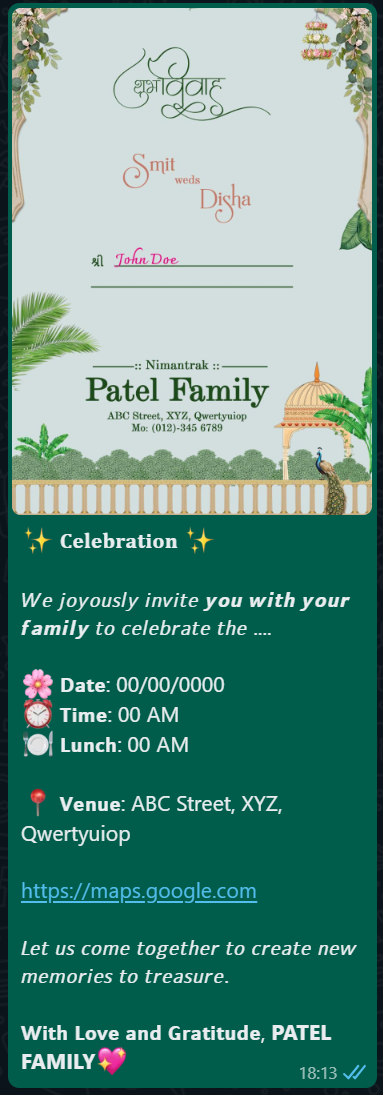 शुभविवाह
Smit
weds
Disha
श्री John Doe
:: Nimantrak ::
Patel Family
ABC Street, XYZ, Qwertyuiop
Mo: (012)-345 6789
✨ Celebration ✨
We joyously invite you with your
family to celebrate the ....
🌸 Date: 00/00/0000
⏰ Time: 00 AM
🍽️ Lunch: 00 AM
📍 Venue: ABC Street, XYZ,
Qwertyuiop
https://maps.google.com
Let us come together to create new
memories to treasure.
With Love and Gratitude, PATEL
FAMILY💖
18:13